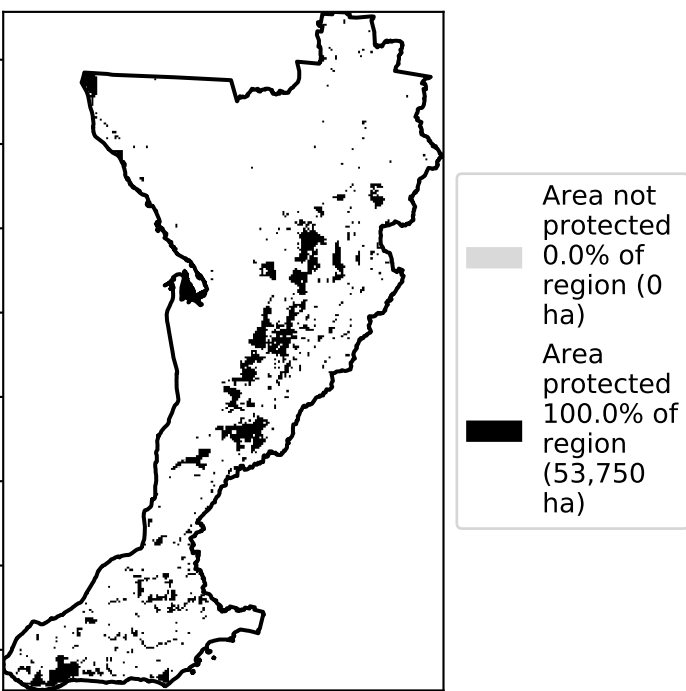 Area not
protected
0.0% of
region (0
ha)
Area
protected
100.0% of
region
(53,750
ha)